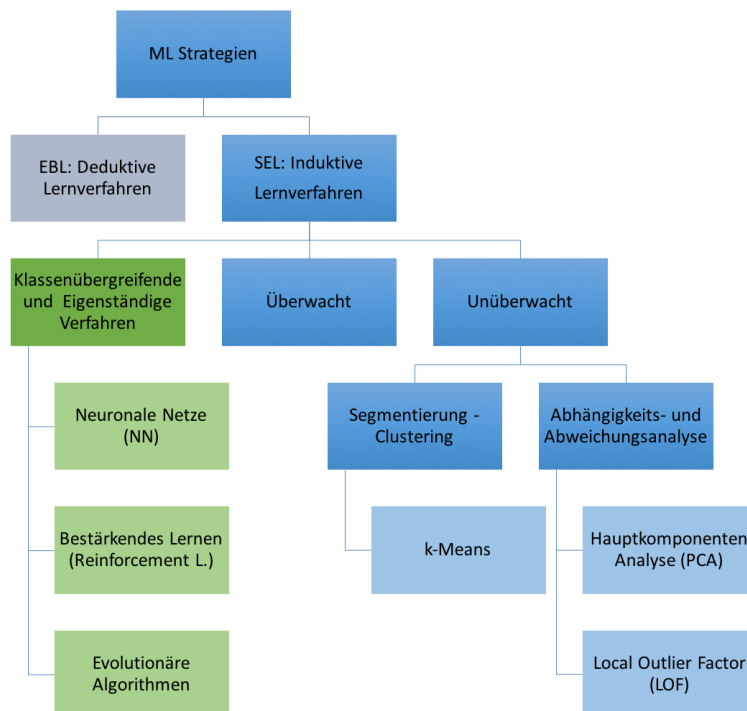 ML Strategien
EBL: Deduktive
Lernverfahren
SEL: Induktive
Lernverfahren
Klassenübergreifende
und Eigenständige
Verfahren
Überwacht
Unüberwacht
Neuronale Netze
(NN)
Segmentierung -
Clustering
Abhängigkeits- und
Abweichungsanalyse
Bestärkendes Lernen
(Reinforcement L.)
k-Means
Hauptkomponenten
Analyse (PCA)
Evolutionäre
Algorithmen
Local Outlier Factor
(LOF)